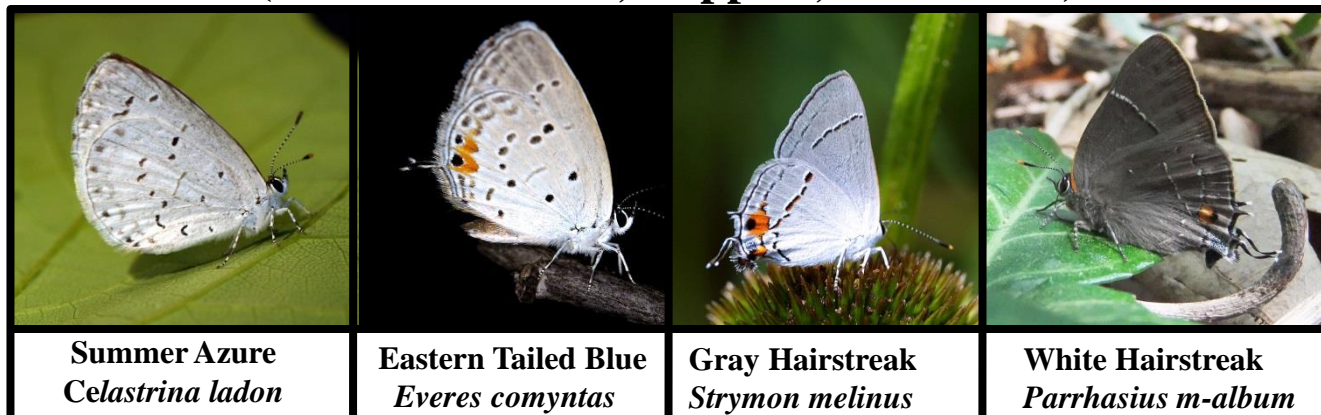 Summer Azure
Celastrina ladon
Eastern Tailed Blue
Everes comyntas
Gray Hairstreak
Strymon melinus
White Hairstreak
Parrhasius m-album